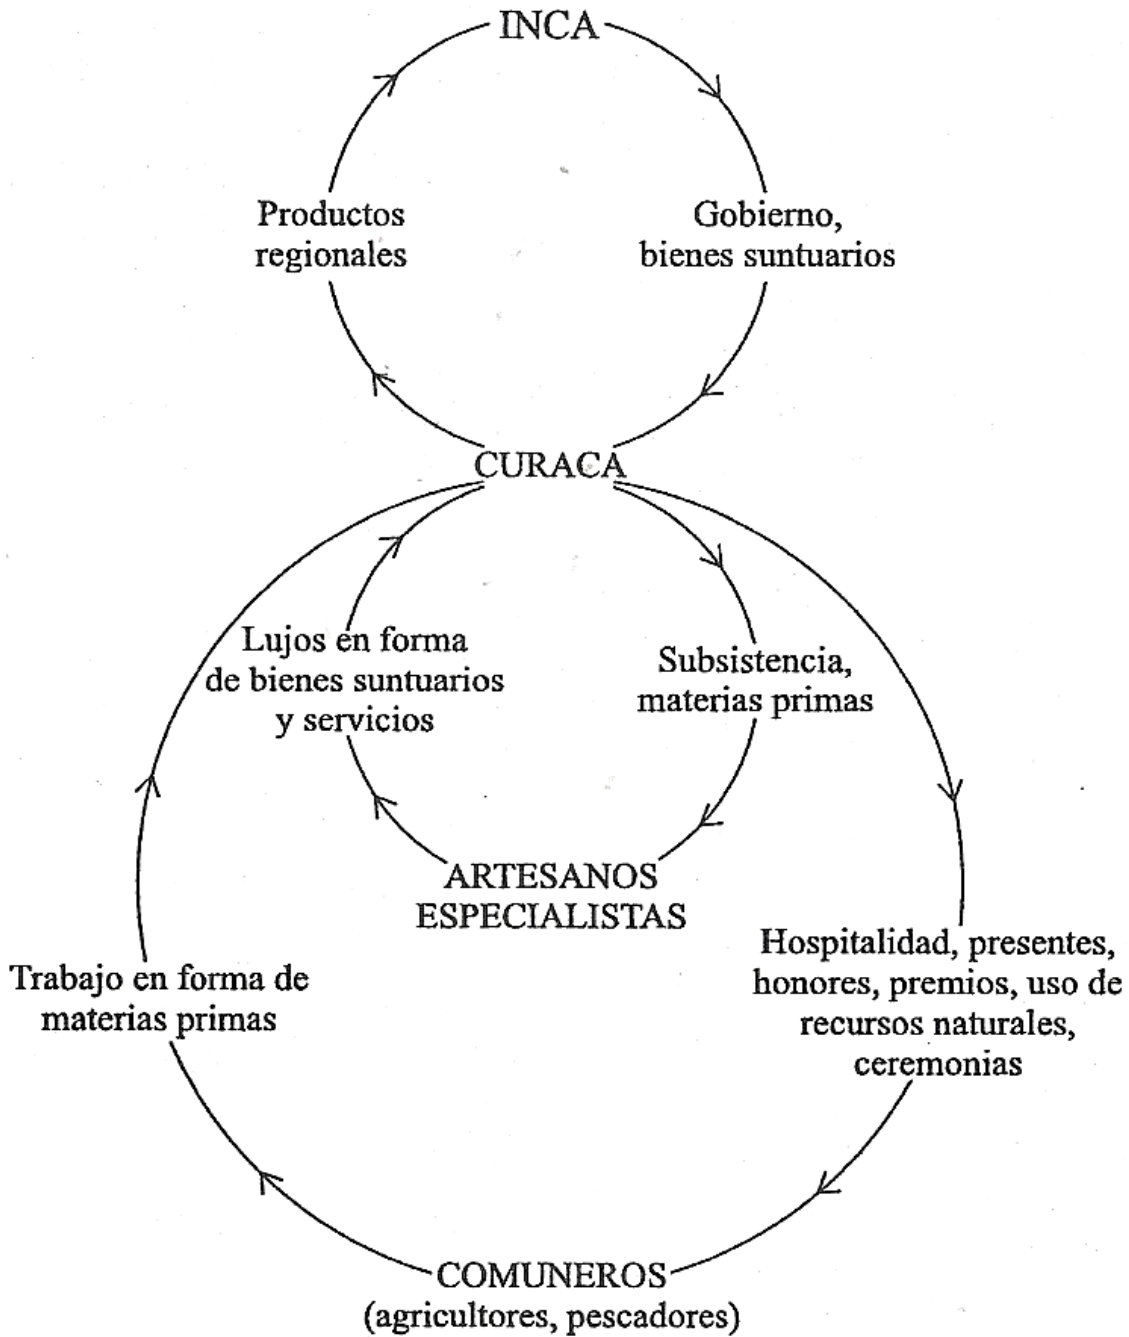 INCA
Productos
regionales
Gobierno,
bienes suntuarios
CURACA
Lujos en forma
de bienes suntuarios
y servicios
Subsistencia,
materias primas
ARTESANOS
ESPECIALISTAS
Trabajo en forma de
materias primas
Hospitalidad, presentes,
honores, premios, uso de
recursos naturales,
ceremonias
COMUNEROS
(agricultores, pescadores)